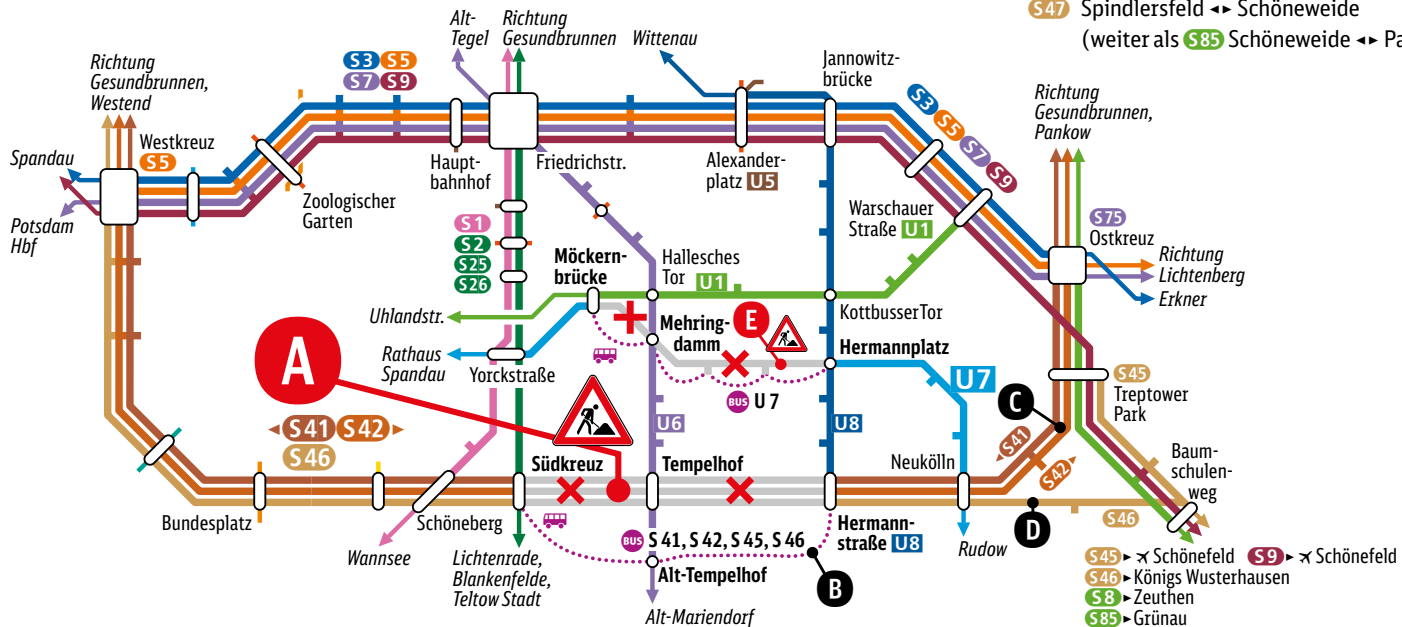 S47 Spindlersfeld ◂▸ Schöneweide
(weiter als S85 Schöneweide ◂▸
Alt-
Tegel
Richtung
Gesundbrunnen
Wittenau
Jannowitz-
brücke
Richtung
Gesundbrunnen,
Westend
S3 S5
S7 S9
S3 S5 S7 S9
Richtung
Gesundbrunnen,
Pankow
Spandau
Westkreuz
S5
Potsdam
Hbf
Zoologischer
Garten
Haupt-
bahnhof
Friedrichstr.
Alexander-
platz U5
Warschauer
Straße U1
S75
Ostkreuz
Richtung
Lichtenberg
Erkner
S1
S2
S25
S26
Möckern-
brücke
Hallesches
Tor
U1
Kottbusser Tor
Uhlandstr.
Rathaus
Spandau
Yorckstraße
Mehring-
damm
E
Hermannplatz
BUS U 7
U7
A
S41 S42
S46
U6
U8
C
S45
Treptower
Park
S41
S42
Baum-
schulen-
weg
Südkreuz
Tempelhof
Neukölln
Bundesplatz
Schöneberg
Wannsee
Lichtenrade,
Blankenfelde,
Teltow Stadt
BUS S 41, S 42, S 45, S 46
Alt-Tempelhof
Alt-Mariendorf
Hermann-
straße U8
B
Rudow
D
S46
S45 ▸ Schönefeld S9 ▸ Schönefeld
S46 ▸ Königs Wusterhausen
S8 ▸ Zeuthen
S85 ▸ Grünau